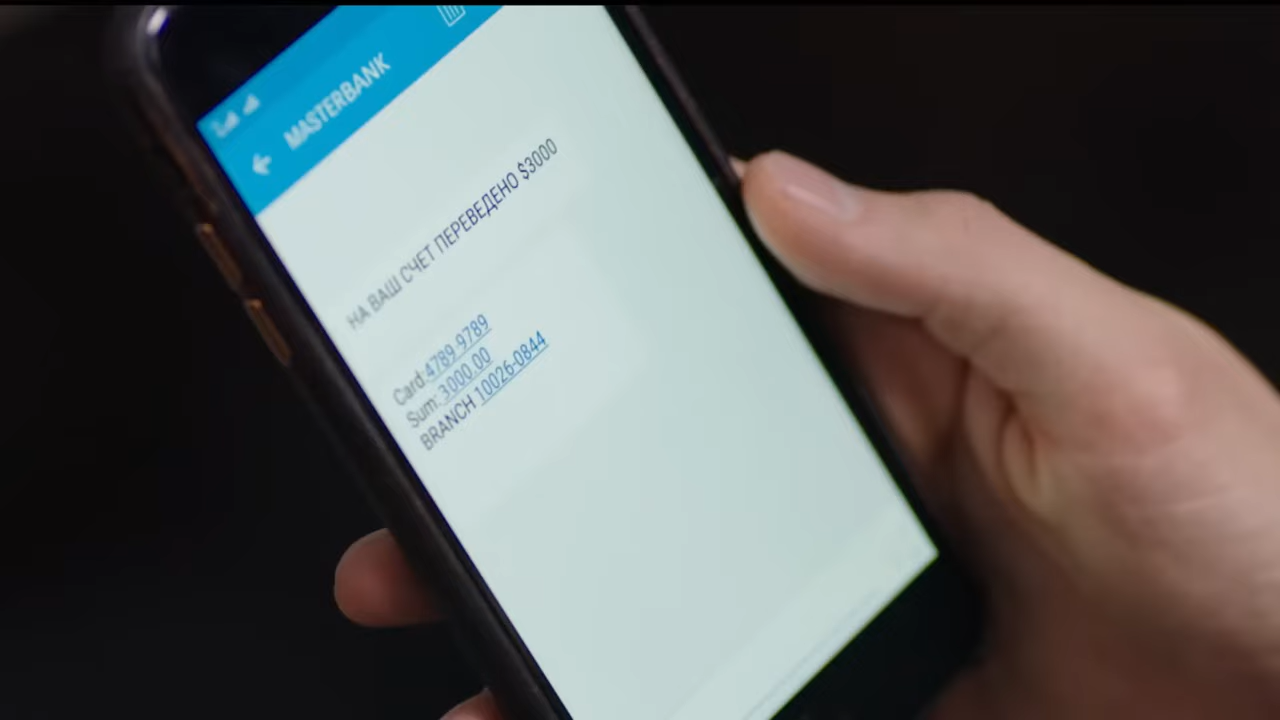 MASTERBANK
НА ВАШ СЧЕТ ПЕРЕВЕДЕНО $3000
Card:4789-9789
Sum: 3000.00
BRANCH 10026-0844